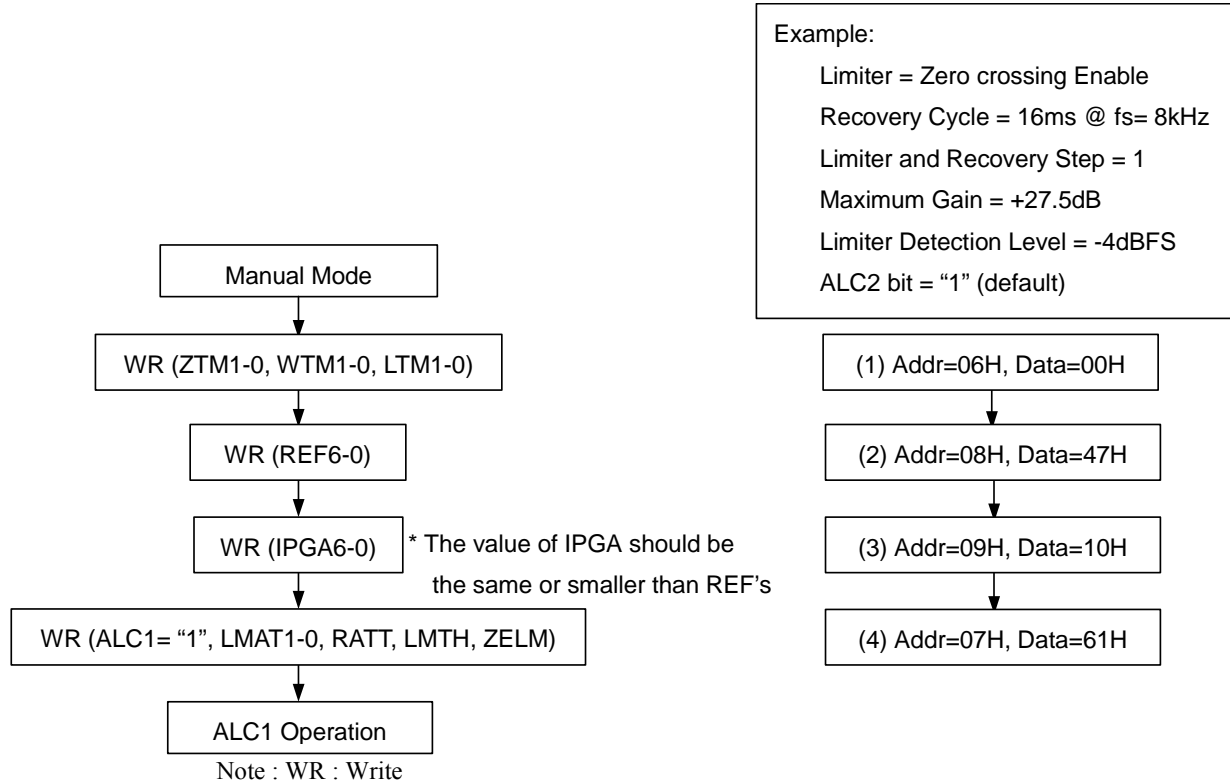 Manual Mode
WR (ZTM1-0, WTM1-0, LTM1-0)
WR (REF6-0)
WR (IPGA6-0)
* The value of IPGA should be
the same or smaller than REF's
WR (ALC1= “1”, LMAT1-0, RATT, LMTH, ZELM)
ALC1 Operation
Note : WR : Write
Example:
Limiter = Zero crossing Enable
Recovery Cycle = 16ms @ fs= 8kHz
Limiter and Recovery Step = 1
Maximum Gain = +27.5dB
Limiter Detection Level = -4dBFS
ALC2 bit = “1” (default)
(1) Addr=06H, Data=00H
(2) Addr=08H, Data=47H
(3) Addr=09H, Data=10H
(4) Addr=07H, Data=61H